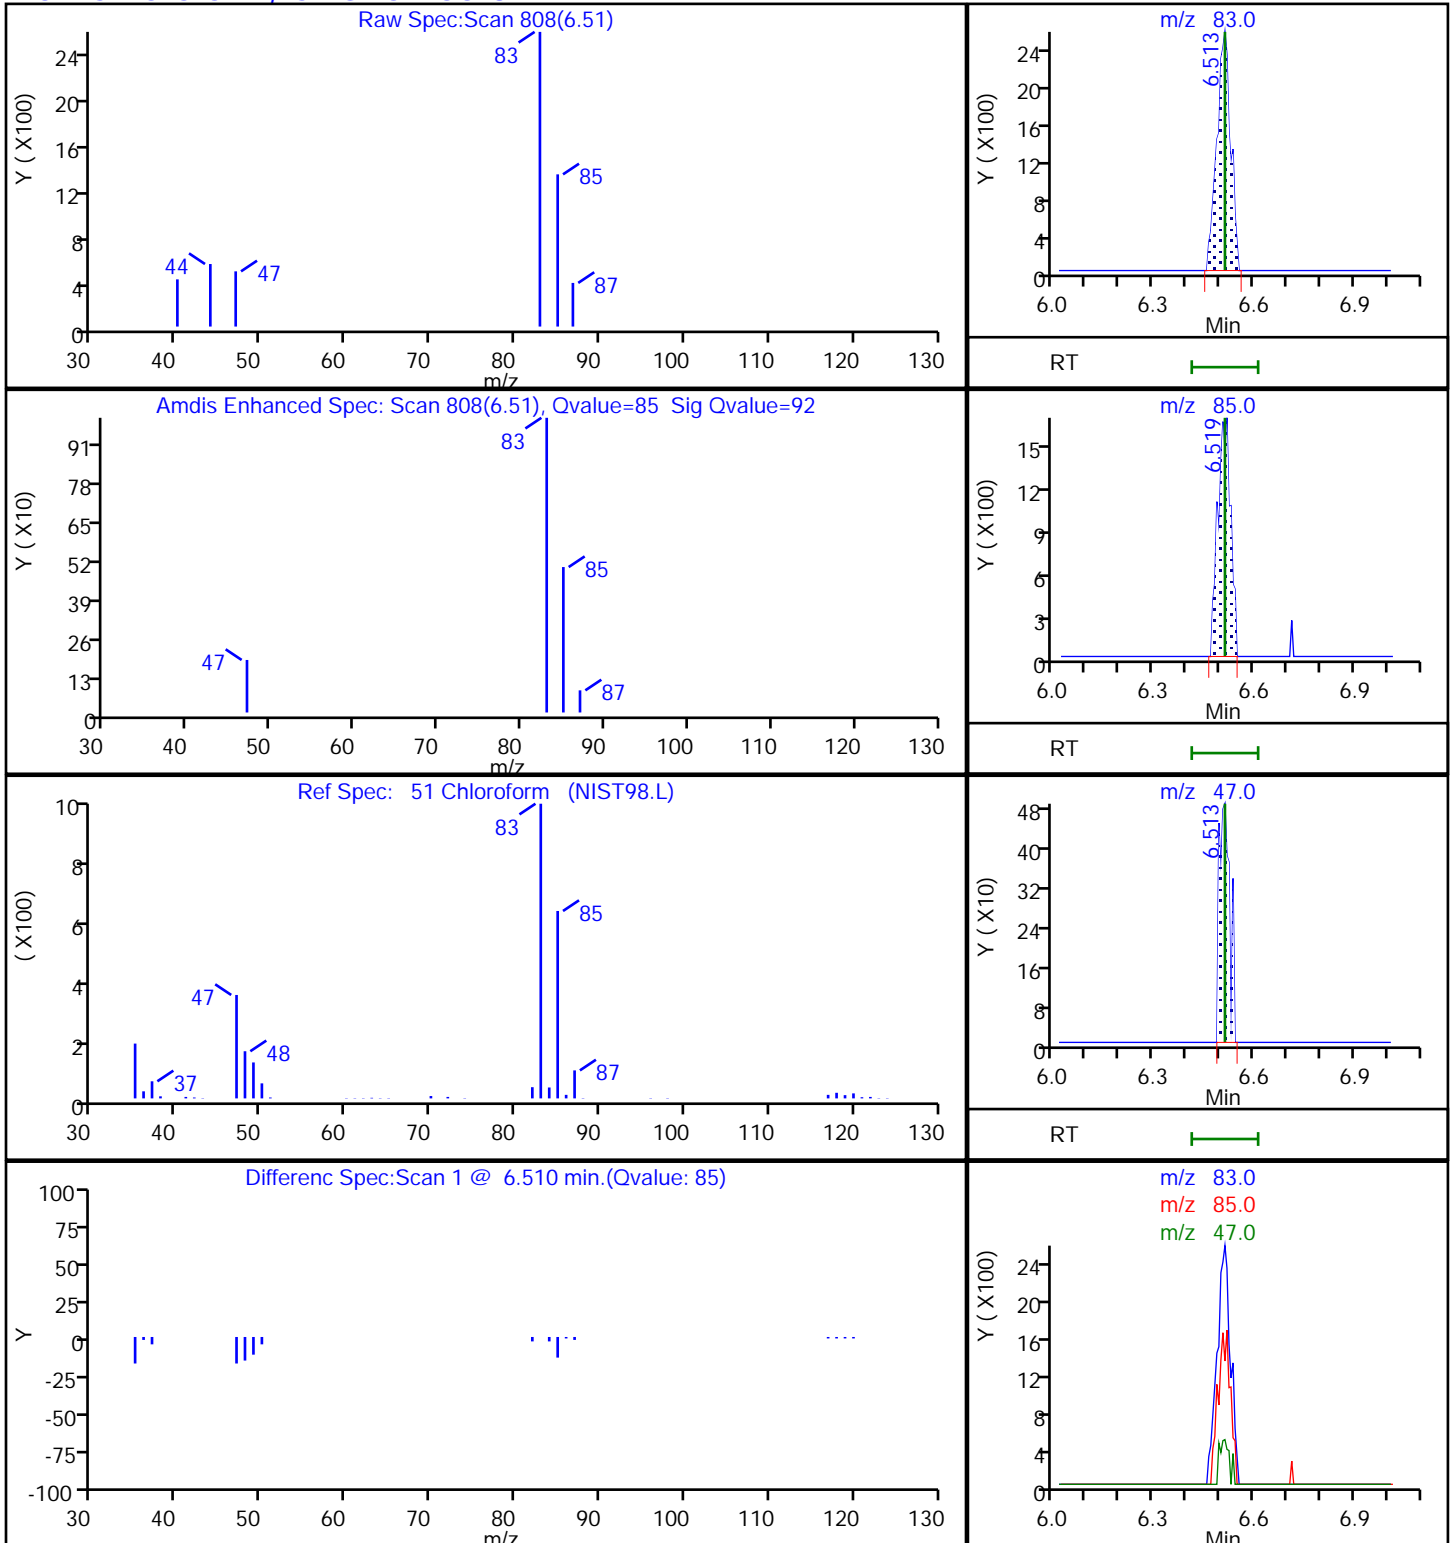 Raw Spec:Scan 808(6.51)
Y ( X100)
24
20
16
12
8
4
0
83
85
87
44
47
30 40 50 60 70 80 90 100 110 120 130
m/z
m/z 83.0
Y ( X100)
24
20
16
12
8
4
0
6.513
6.0 6.3 6.6 6.9
Min
RT
Amdis Enhanced Spec: Scan 808(6.51), Qvalue=85 Sig Qvalue=92
Y ( X10)
91
78
65
52
39
26
13
0
83
85
47
87
30 40 50 60 70 80 90 100 110 120 130
m/z
m/z 85.0
Y ( X100)
15
12
9
6
3
0
6.519
6.0 6.3 6.6 6.9
Min
RT
Ref Spec: 51 Chloroform (NIST98.L)
( X100)
10
8
6
4
2
0
83
85
47
48
37
87
30 40 50 60 70 80 90 100 110 120 130
m/z 47.0
Y ( X10)
48
40
32
24
16
8
0
6.513
6.0 6.3 6.6 6.9
Min
RT
Differenc Spec:Scan 1 @ 6.510 min.(Qvalue: 85)
Y
100
75
50
25
0
-25
-50
-75
-100
30 40 50 60 70 80 90 100 110 120 130
m/z
m/z 83.0
m/z 85.0
m/z 47.0
Y ( X100)
24
20
16
12
8
4
0
6.0 6.3 6.6 6.9
Min